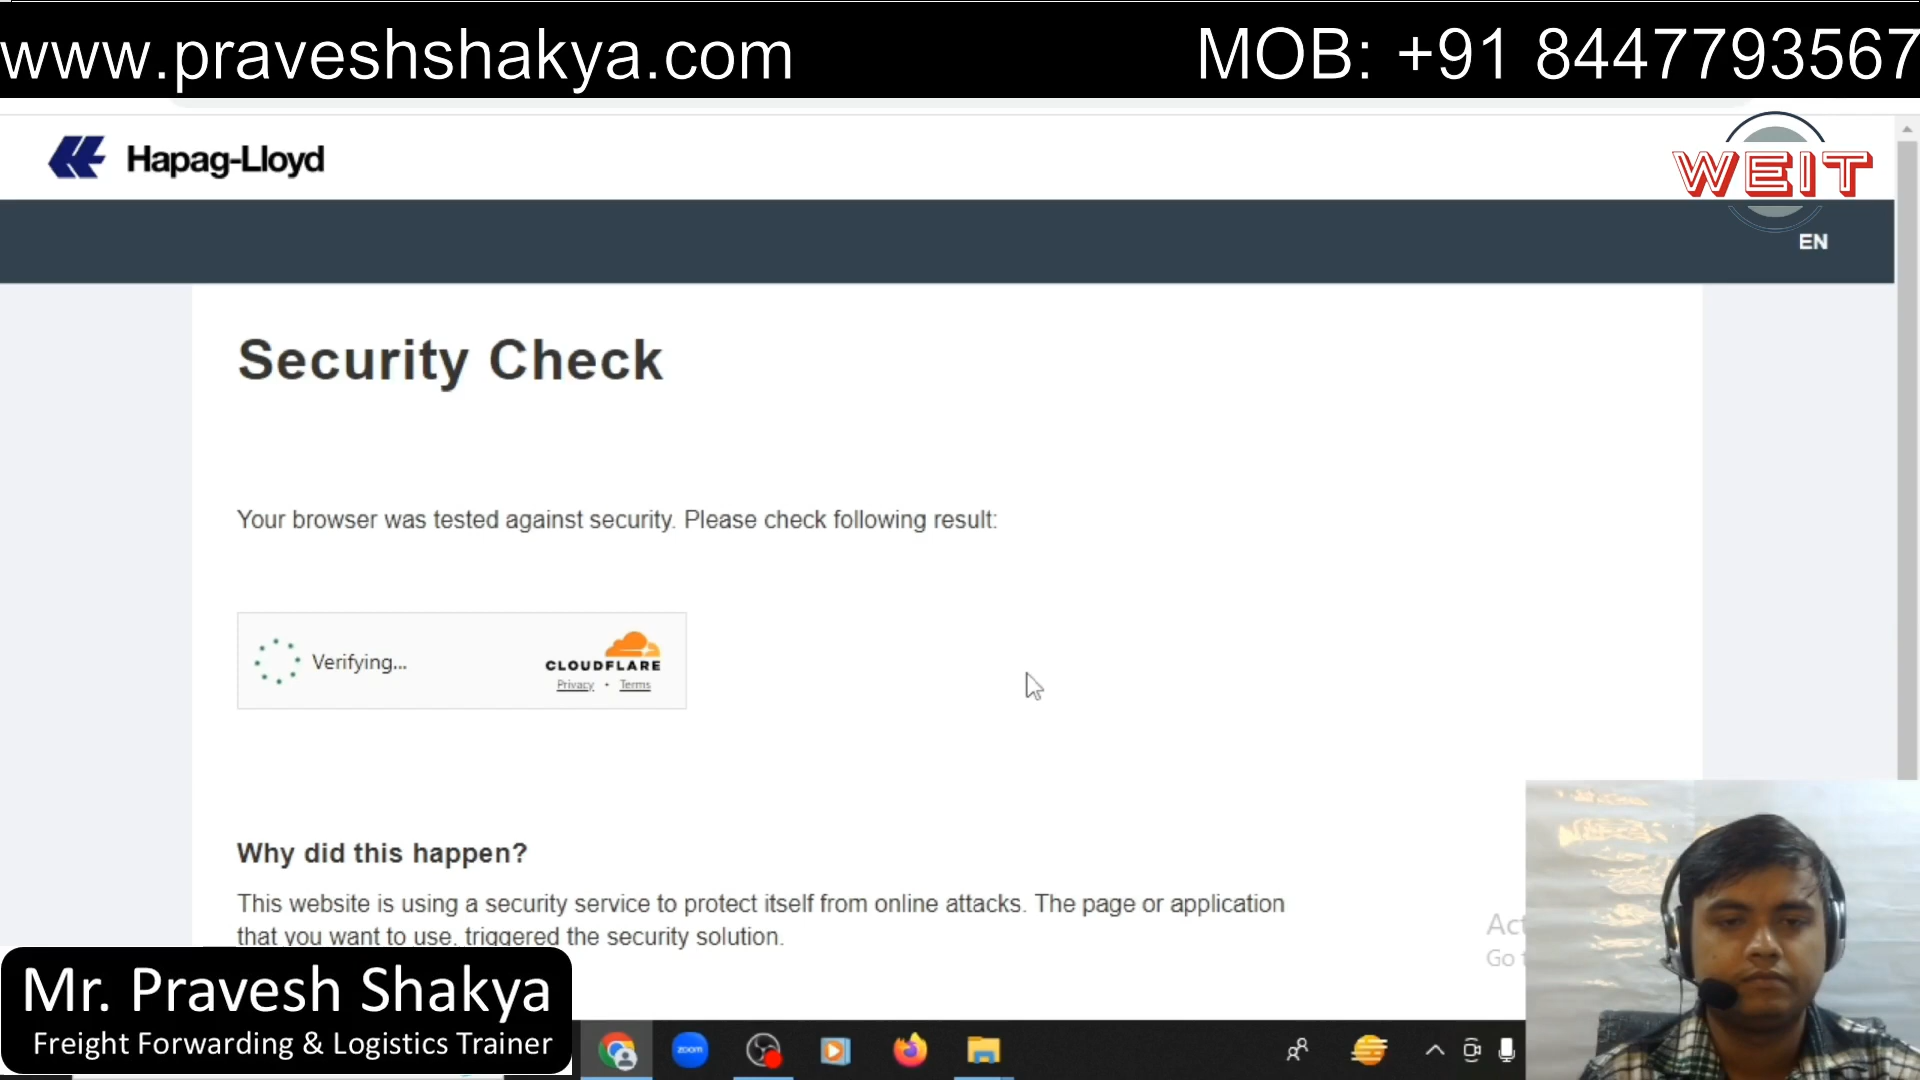 www.praveshshakya.com
MOB: +91 8447793567
Hapag-Lloyd
WEIT
EN
Security Check
Your browser was tested against security. Please check following result:
Verifying...
CLOUDFLARE
Privacy • Terms
Why did this happen?
This website is using a security service to protect itself from online attacks. The page or application
that you want to use, triggered the security solution.
Act
Go t
Mr. Pravesh Shakya
Freight Forwarding & Logistics Trainer
zoom